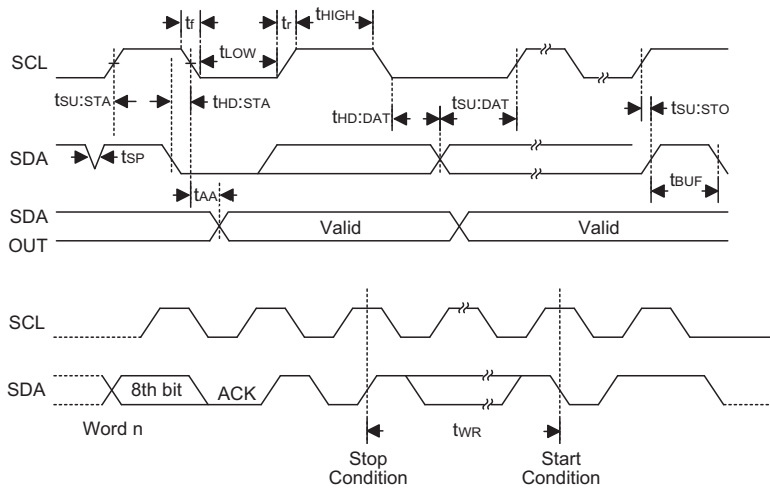 tf
tr
tHIGH
SCL
tLOW
tSU:STA
tHD:STA
tHD:DAT
tSU:DAT
tSU:STO
SDA
tSP
tBUF
tAA
SDA
OUT
Valid
Valid
SCL
SDA
8th bit
ACK
Word n
tWR
Stop
Condition
Start
Condition